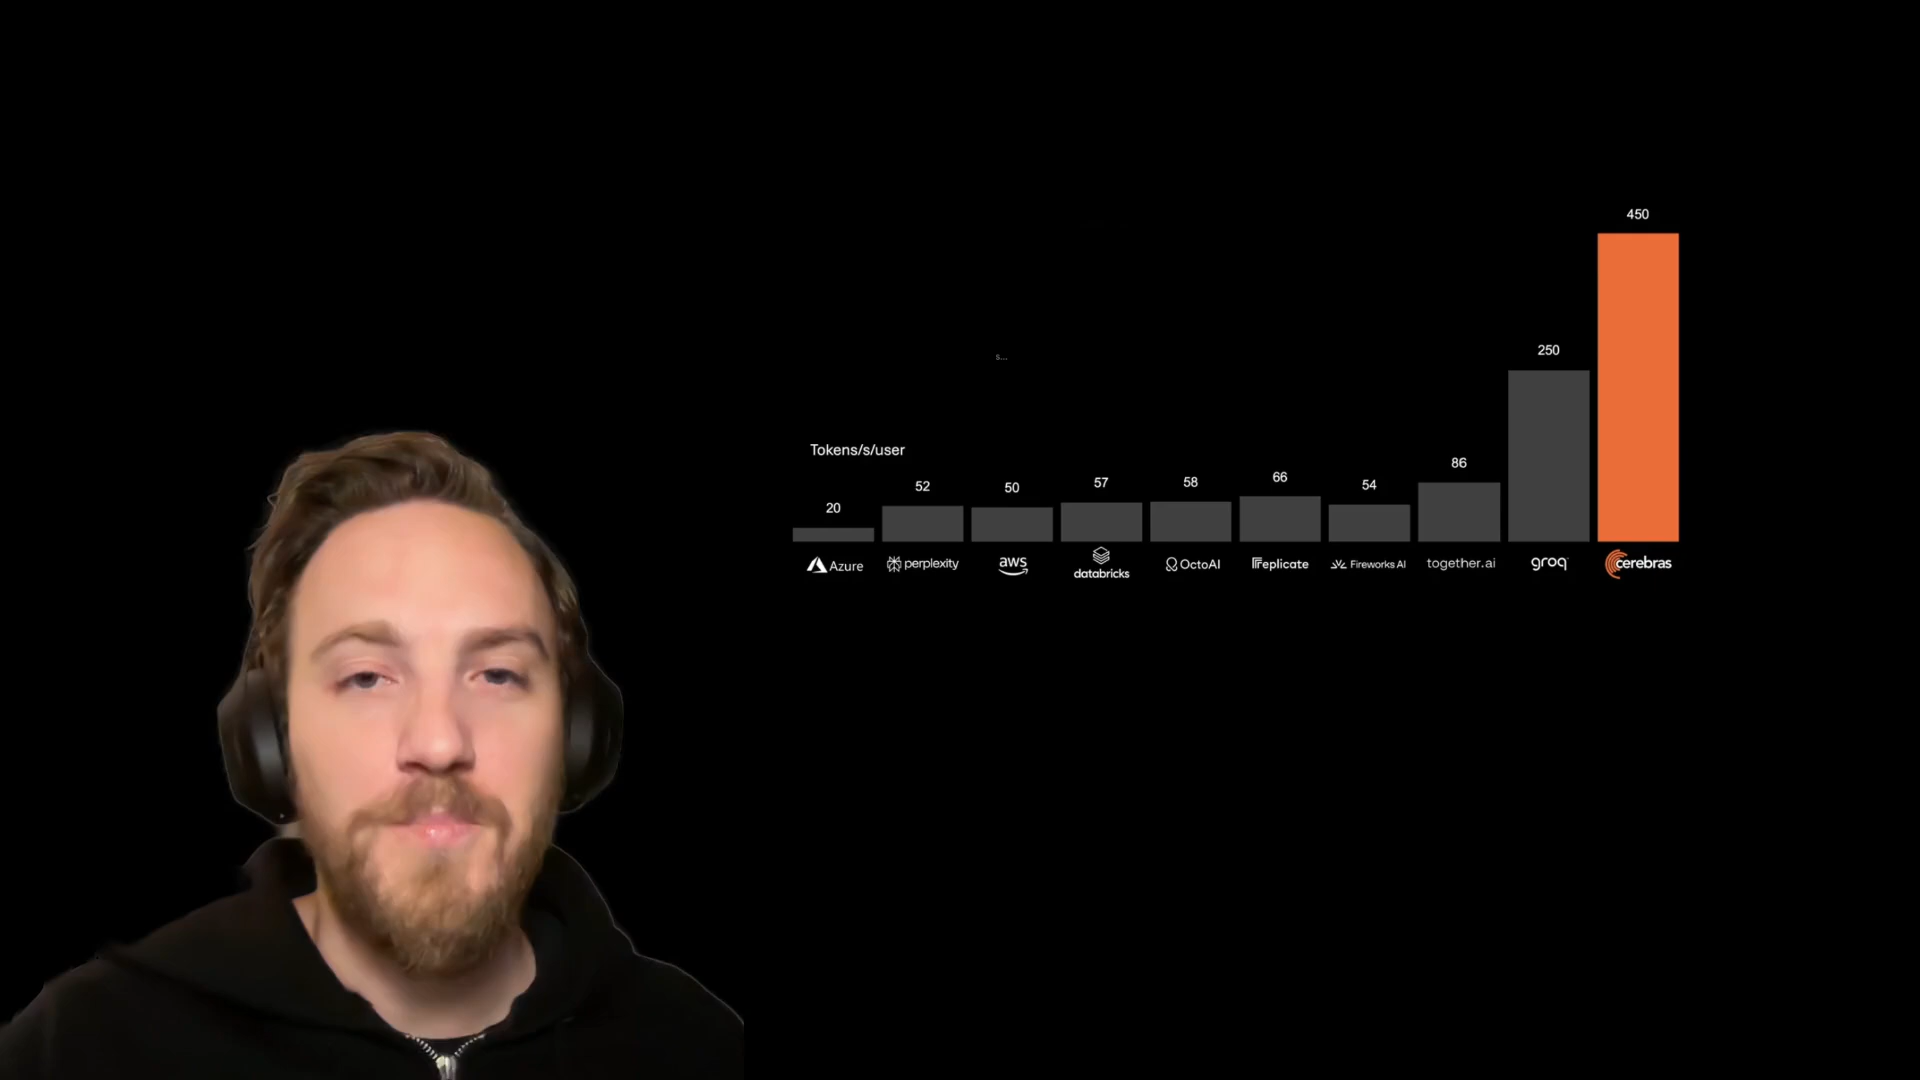 450
250
s...
Tokens/s/user
86
66
58
57
54
52
50
20
Azure
perplexity
aws
databricks
OctoAI
replicate
Fireworks AI
together.ai
groq
cerebras